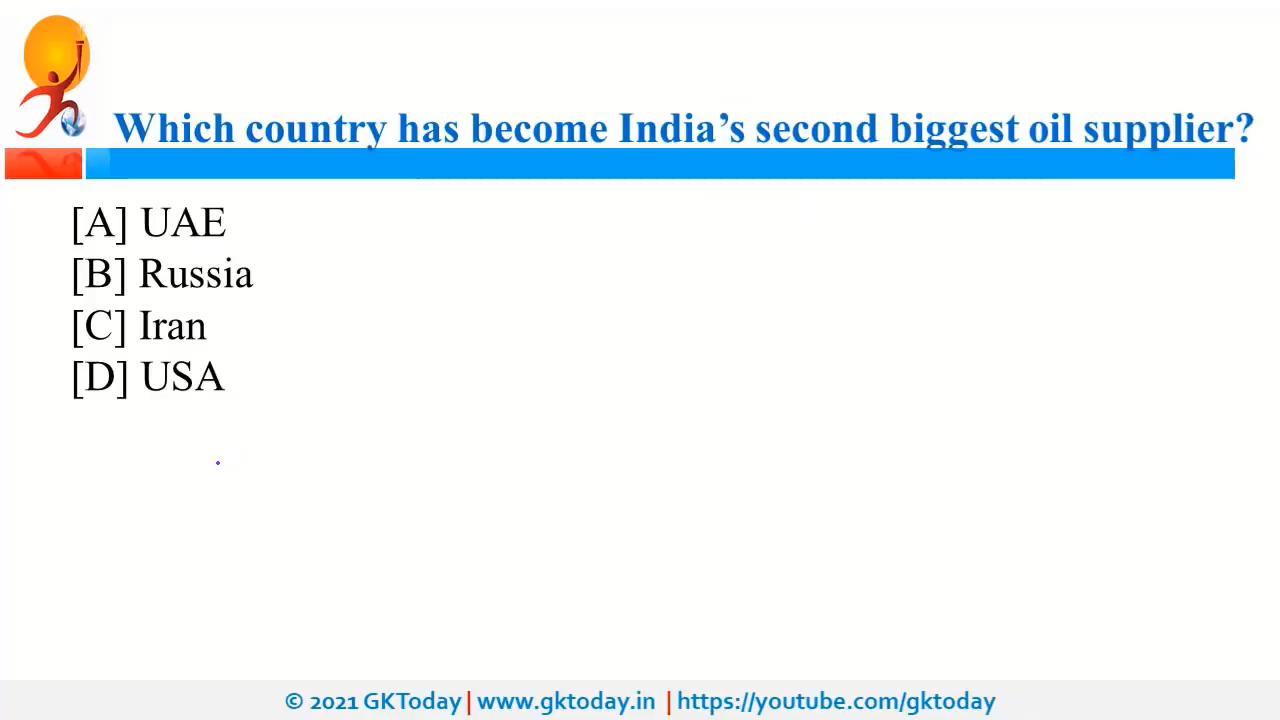 Which country has become India’s second biggest oil supplier?
[A] UAE
[B] Russia
[C] Iran
[D] USA
© 2021 GKToday | www.gktoday.in | https://youtube.com/gktoday